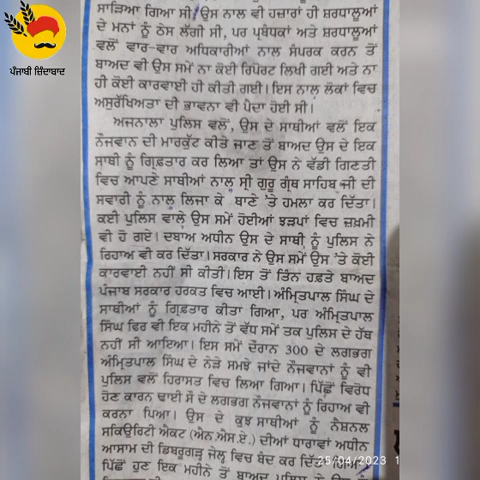 ਪੰਜਾਬੀ ਜ਼ਿੰਦਾਬਾਦ
ਸਾੜਿਆ ਗਿਆ ਸੀ। ਉਸ ਨਾਲ ਵੀ ਹਜ਼ਾਰਾਂ ਹੀ ਸ਼ਰਧਾਲੂਆਂ
ਦੇ ਮਨਾਂ ਨੂੰ ਠੇਸ ਲੱਗੀ ਸੀ, ਪਰ ਪ੍ਰਬੰਧਕਾਂ ਅਤੇ ਸ਼ਰਧਾਲੂਆਂ
ਵਲੋਂ ਵਾਰ-ਵਾਰ ਅਧਿਕਾਰੀਆਂ ਨਾਲ ਸੰਪਰਕ ਕਰਨ ਤੋਂ
ਬਾਅਦ ਵੀ ਉਸ ਸਮੇਂ ਨਾ ਕੋਈ ਰਿਪੋਰਟ ਲਿਖੀ ਗਈ ਅਤੇ ਨਾ
ਹੀ ਕੋਈ ਕਾਰਵਾਈ ਹੀ ਕੀਤੀ ਗਈ। ਇਸ ਨਾਲ ਲੋਕਾਂ ਵਿਚ
ਅਸੁਰੱਖਿਅਤਾ ਦੀ ਭਾਵਨਾ ਵੀ ਪੈਦਾ ਹੋਈ ਸੀ।
ਅਜਨਾਲਾ ਪੁਲਿਸ ਵਲੋਂ, ਉਸ ਦੇ ਸਾਥੀਆਂ ਵਲੋਂ ਇਕ
ਨੌਜਵਾਨ ਦੀ ਮਾਰਕੁੱਟ ਕੀਤੇ ਜਾਣ ਤੋਂ ਬਾਅਦ ਉਸ ਦੇ ਇਕ
ਸਾਥੀ ਨੂੰ ਗ੍ਰਿਫ਼ਤਾਰ ਕਰ ਲਿਆ ਤਾਂ ਉਸ ਨੇ ਵੱਡੀ ਗਿਣਤੀ
ਵਿਚ ਆਪਣੇ ਸਾਥੀਆਂ ਨਾਲ ਸ੍ਰੀ ਗੁਰੂ ਗ੍ਰੰਥ ਸਾਹਿਬ ਜੀ ਦੀ
ਸਵਾਰੀ ਨੂੰ ਨਾਲ ਲਿਜਾ ਕੇ ਥਾਣੇ 'ਤੇ ਹਮਲਾ ਕਰ ਦਿੱਤਾ।
ਕਈ ਪੁਲਿਸ ਵਾਲੇ ਉਸ ਸਮੇਂ ਹੋਈਆਂ ਝੜਪਾਂ ਵਿਚ ਜ਼ਖ਼ਮੀ
ਵੀ ਹੋ ਗਏ। ਦਬਾਅ ਅਧੀਨ ਉਸ ਦੇ ਸਾਥੀ ਨੂੰ ਪੁਲਿਸ ਨੇ
ਰਿਹਾਅ ਵੀ ਕਰ ਦਿੱਤਾ। ਸਰਕਾਰ ਨੇ ਉਸ ਸਮੇਂ ਉਸ 'ਤੇ ਕੋਈ
ਕਾਰਵਾਈ ਨਹੀਂ ਸੀ ਕੀਤੀ। ਇਸ ਤੋਂ ਤਿੰਨ ਹਫ਼ਤੇ ਬਾਅਦ
ਪੰਜਾਬ ਸਰਕਾਰ ਹਰਕਤ ਵਿਚ ਆਈ। ਅੰਮ੍ਰਿਤਪਾਲ ਸਿੰਘ ਦੇ
ਸਾਥੀਆਂ ਨੂੰ ਗ੍ਰਿਫ਼ਤਾਰ ਕੀਤਾ ਗਿਆ, ਪਰ ਅੰਮ੍ਰਿਤਪਾਲ
ਸਿੰਘ ਫਿਰ ਵੀ ਇਕ ਮਹੀਨੇ ਤੋਂ ਵੱਧ ਸਮੇਂ ਤਕ ਪੁਲਿਸ ਦੇ ਹੱਥ
ਨਹੀਂ ਸੀ ਆਇਆ। ਇਸ ਸਮੇਂ ਦੌਰਾਨ 300 ਦੇ ਲਗਭਗ
ਅੰਮ੍ਰਿਤਪਾਲ ਸਿੰਘ ਦੇ ਨੇੜੇ ਸਮਝੇ ਜਾਂਦੇ ਨੌਜਵਾਨਾਂ ਨੂੰ ਵੀ
ਪੁਲਿਸ ਵਲੋਂ ਹਿਰਾਸਤ ਵਿਚ ਲਿਆ ਗਿਆ। ਪਿੱਛੋਂ ਵਿਰੋਧ
ਹੋਣ ਕਾਰਨ ਢਾਈ ਸੌ ਦੇ ਲਗਭਗ ਨੌਜਵਾਨਾਂ ਨੂੰ ਰਿਹਾਅ ਵੀ
ਕਰਨਾ ਪਿਆ। ਉਸ ਦੇ ਕੁਝ ਸਾਥੀਆਂ ਨੂੰ ਨੈਸ਼ਨਲ
ਸਕਿਉਰਿਟੀ ਐਕਟ (ਐਨ.ਐਸ.ਏ.) ਦੀਆਂ ਧਾਰਾਵਾਂ ਅਧੀਨ
ਆਸਾਮ ਦੀ ਡਿਬਰੂਗੜ੍ਹ ਜੇਲ੍ਹ ਵਿਚ ਬੰਦ ਕਰ ਦਿੱਤਾ
25/04/2023 1
ਪਿੱਛੋਂ ਹੁਣ ਇਕ ਮਹੀਨੇ ਤੋਂ ਬਾਅਦ ਪੁਲਿਸ ਨੇ